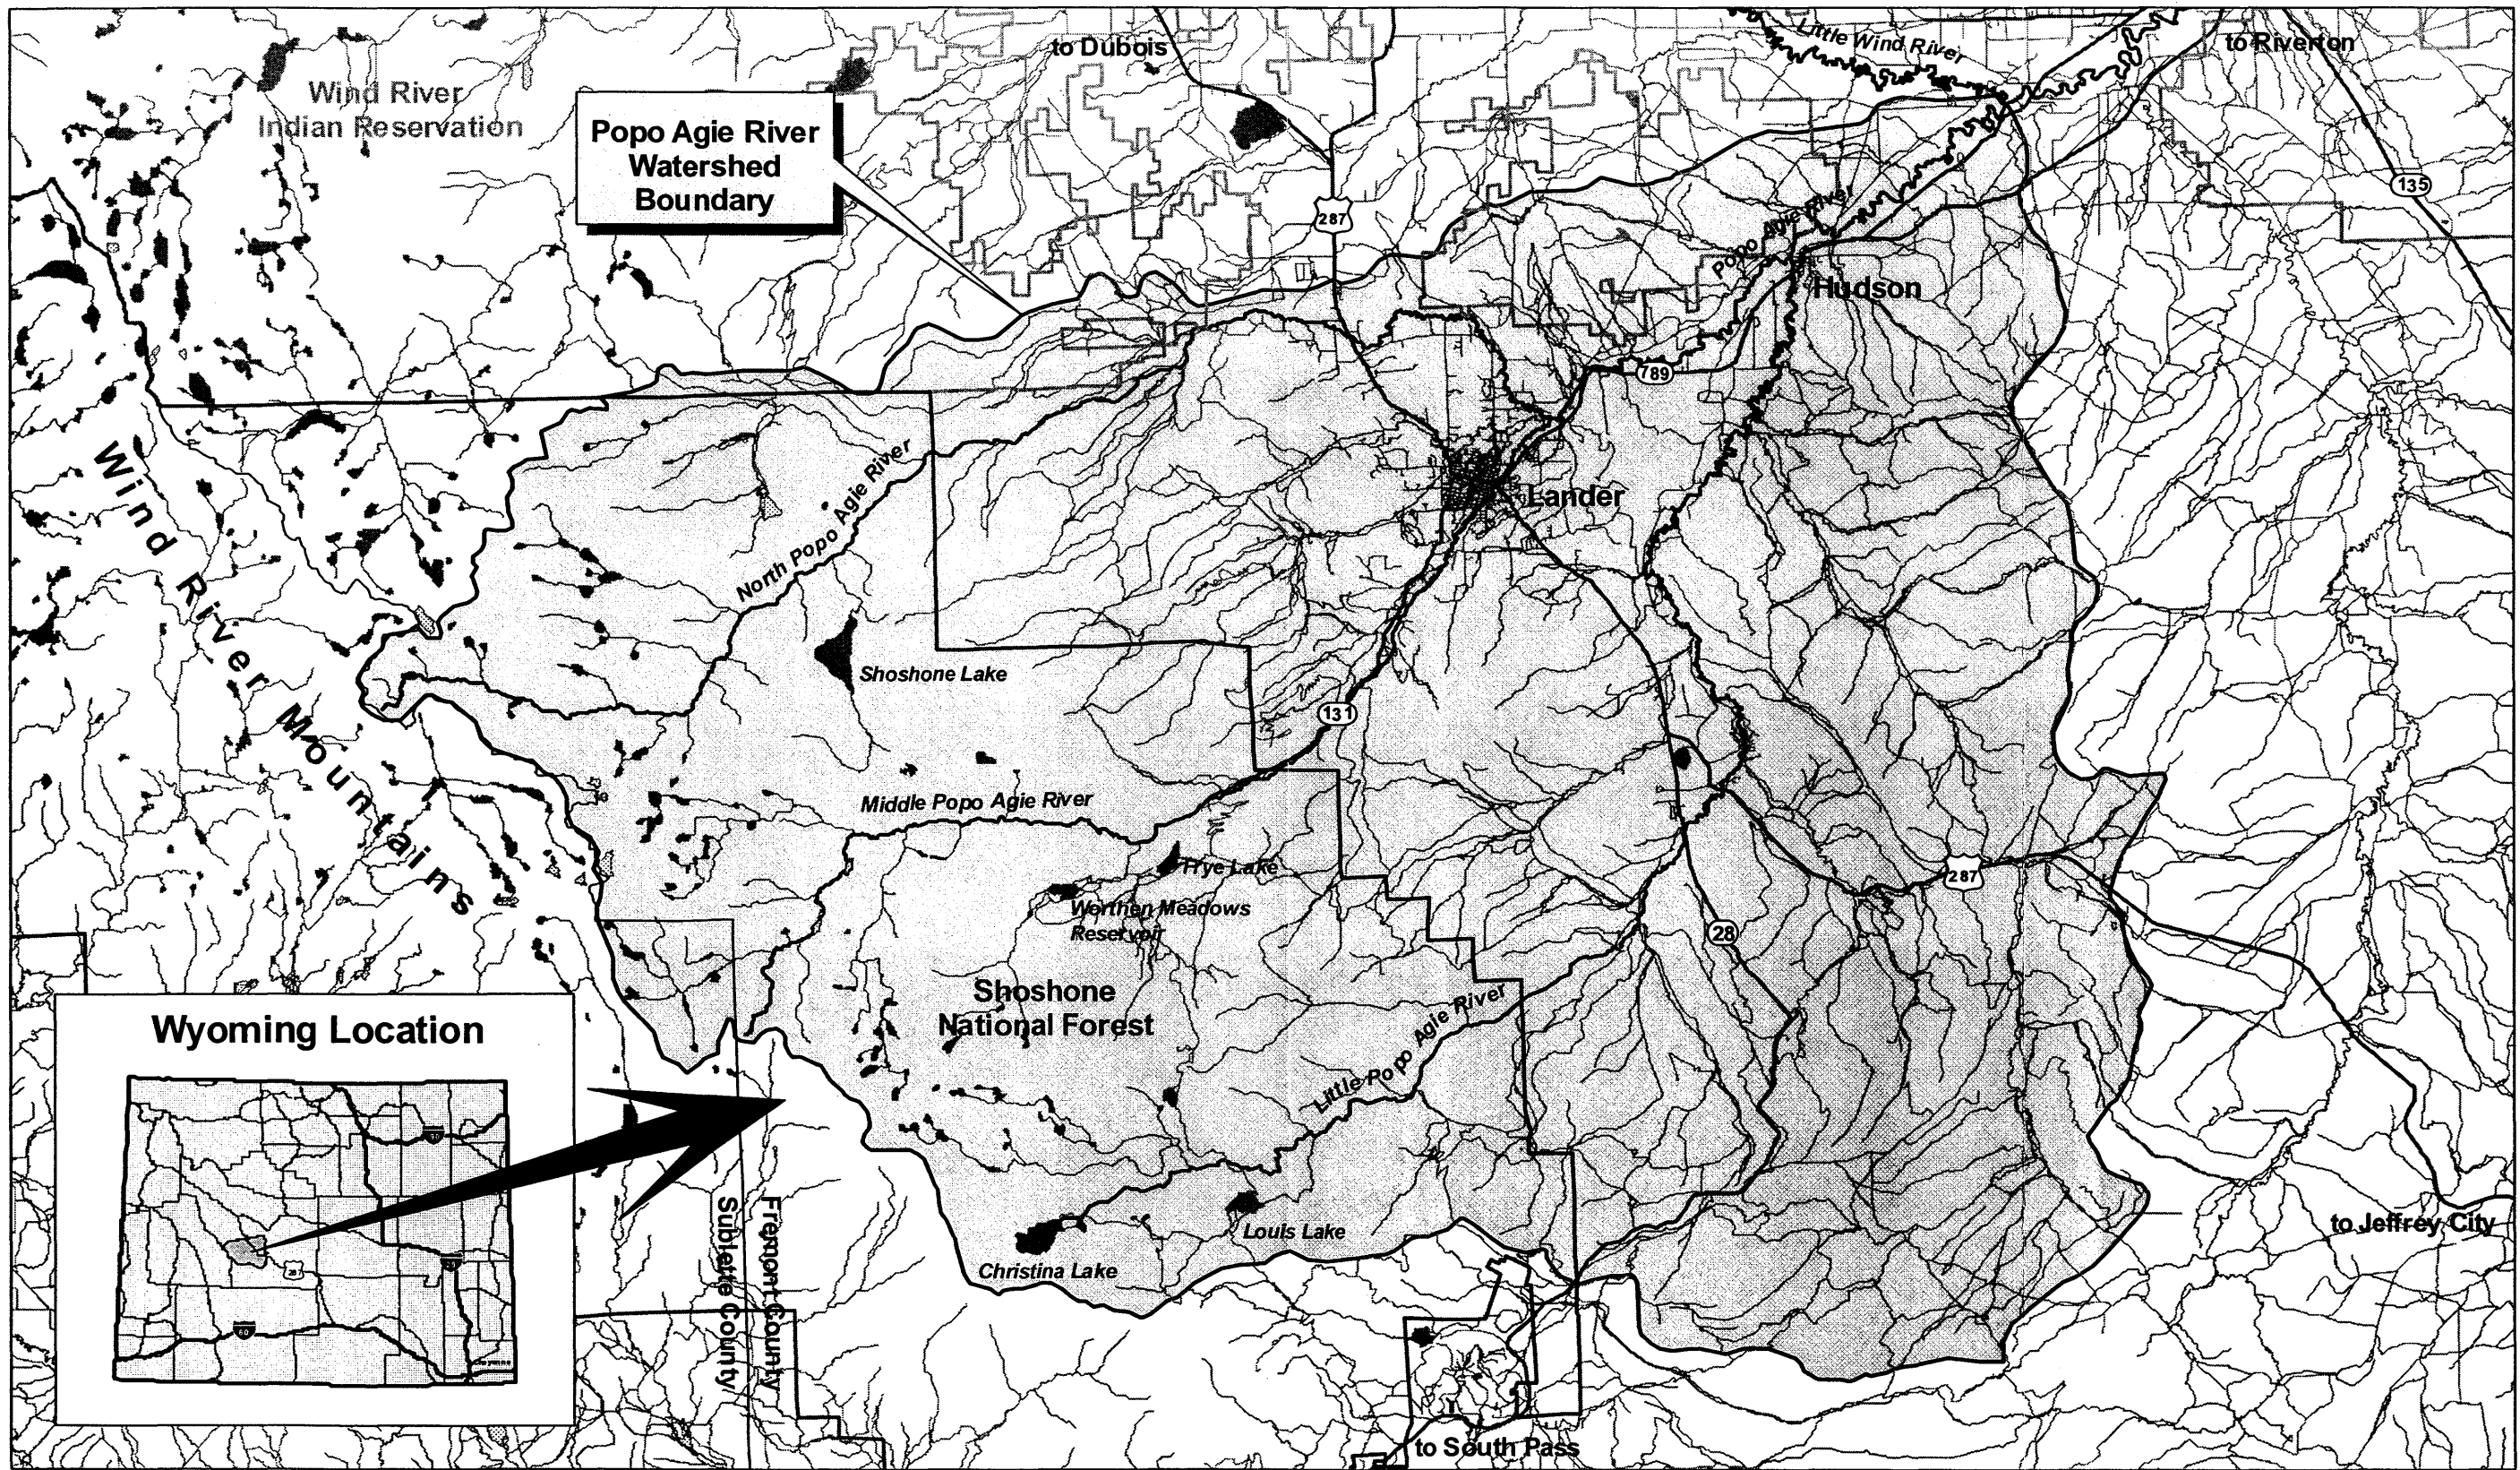 to Dubois
Little Wind River
to Riverton
Wind River
Indian Reservation
Popo Agie River
Watershed
Boundary
135
287
Popo Agie River
Hudson
789
Wind River Mountains
North Popo Agie River
Lander
Shoshone Lake
131
Middle Popo Agie River
Frye Lake
287
Worthen Meadows
Reservoir
28
Shoshone
National Forest
Little Popo Agie River
Wyoming Location
Sublette County
Fremont County
Louis Lake
to Jeffrey City
Christina Lake
28
to South Pass